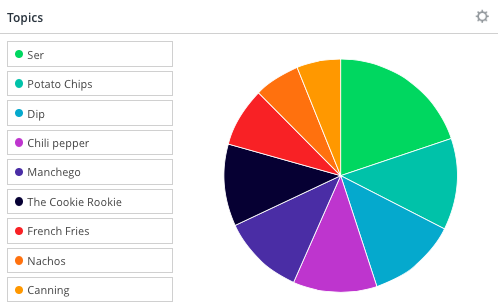 Topics
Ser
Potato Chips
Dip
Chili pepper
Manchego
The Cookie Rookie
French Fries
Nachos
Canning